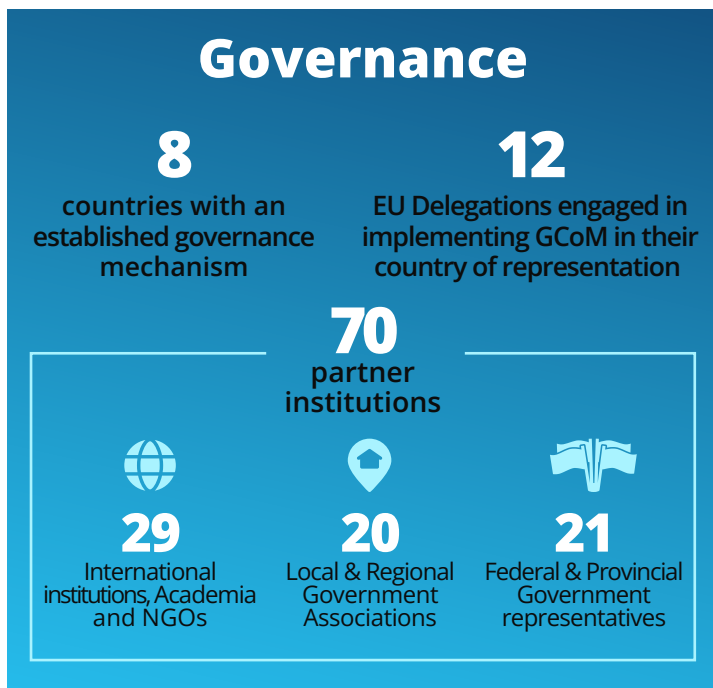 Governance
8
countries with an
established governance
mechanism
12
EU Delegations engaged in
implementing GCoM in their
country of representation
70
partner
institutions
29
International
institutions, Academia
and NGOs
20
Local & Regional
Government
Associations
21
Federal & Provincial
Government
representatives